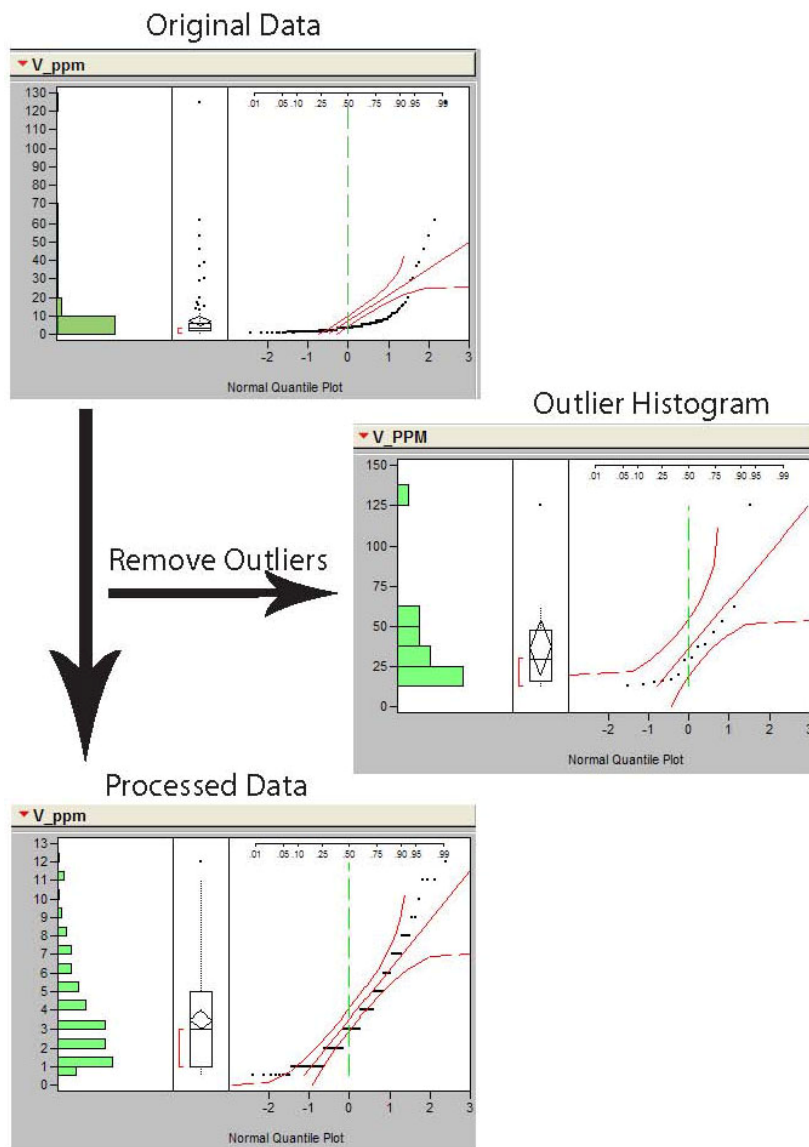 Original Data
V_ppm
130
120
110
100
90
80
70
60
50
40
30
20
10
0
.01 .05 .10 .25 .50 .75 .90 .95 .99
-2 -1 0 1 2 3
Normal Quantile Plot
Outlier Histogram
V_PPM
150
125
100
75
50
25
0
.01 .05 .10 .25 .50 .75 .90 .95 .99
-2 -1 0 1 2 3
Normal Quantile Plot
Remove Outliers
Processed Data
V_ppm
13
12
11
10
9
8
7
6
5
4
3
2
1
0
.01 .05 .10 .25 .50 .75 .90 .95 .99
-2 -1 0 1 2 3
Normal Quantile Plot